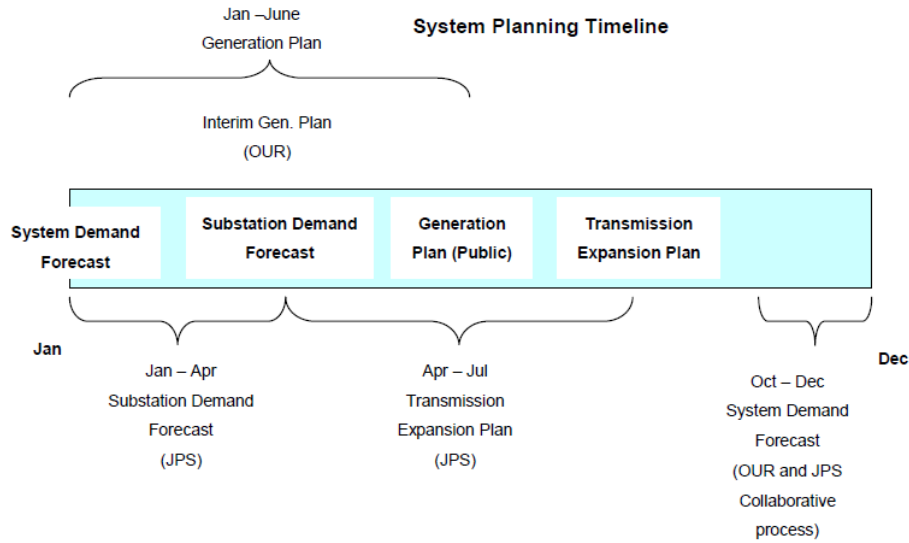 Jan –June
Generation Plan
System Planning Timeline
Interim Gen. Plan
(OUR)
System Demand
Forecast
Substation Demand
Forecast
Generation
Plan (Public)
Transmission
Expansion Plan
Jan
Dec
Jan – Apr
Substation Demand
Forecast
(JPS)
Apr – Jul
Transmission
Expansion Plan
(JPS)
Oct – Dec
System Demand
Forecast
(OUR and JPS
Collaborative
process)